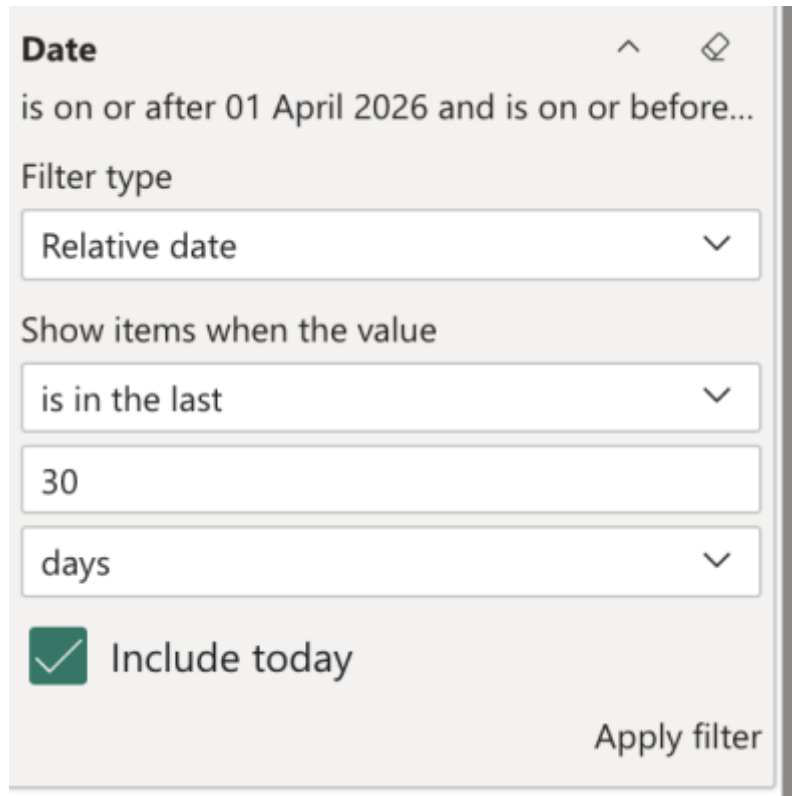 Date
is on or after 01 April 2026 and is on or before...
Filter type
Relative date
Show items when the value
is in the last
30
days
Include today
Apply filter